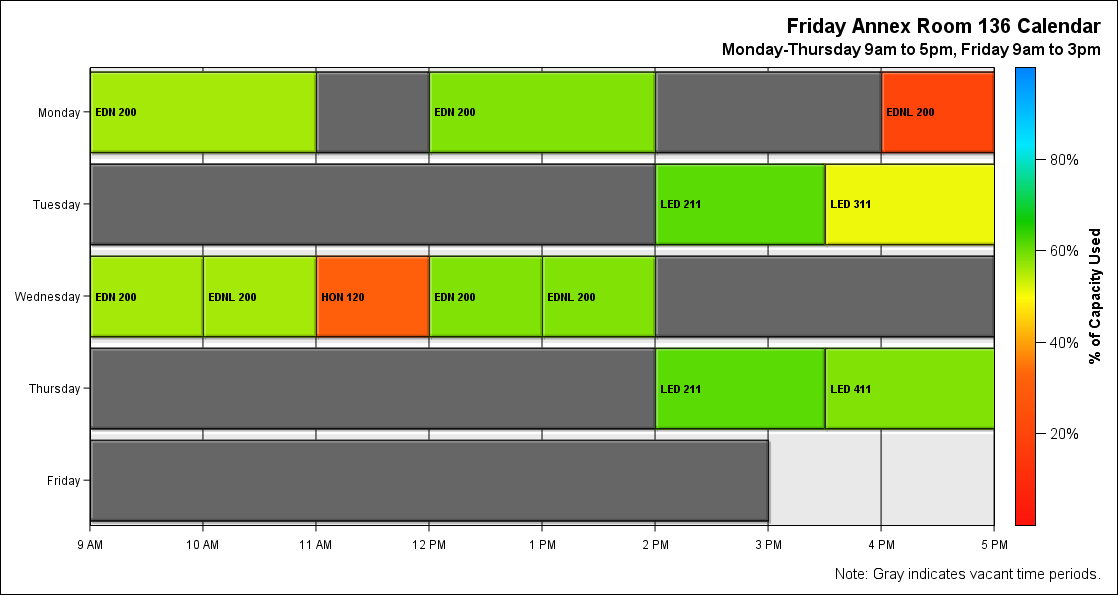 Friday Annex Room 136 Calendar
Monday-Thursday 9am to 5pm, Friday 9am to 3pm
Monday
EDN 200
EDN 200
EDNL 200
Tuesday
LED 211
LED 311
Wednesday
EDN 200
EDNL 200
HON 120
EDN 200
EDNL 200
Thursday
LED 211
LED 411
Friday
9 AM
10 AM
11 AM
12 PM
1 PM
2 PM
3 PM
4 PM
5 PM
80%
60%
40%
20%
% of Capacity Used
Note: Gray indicates vacant time periods.